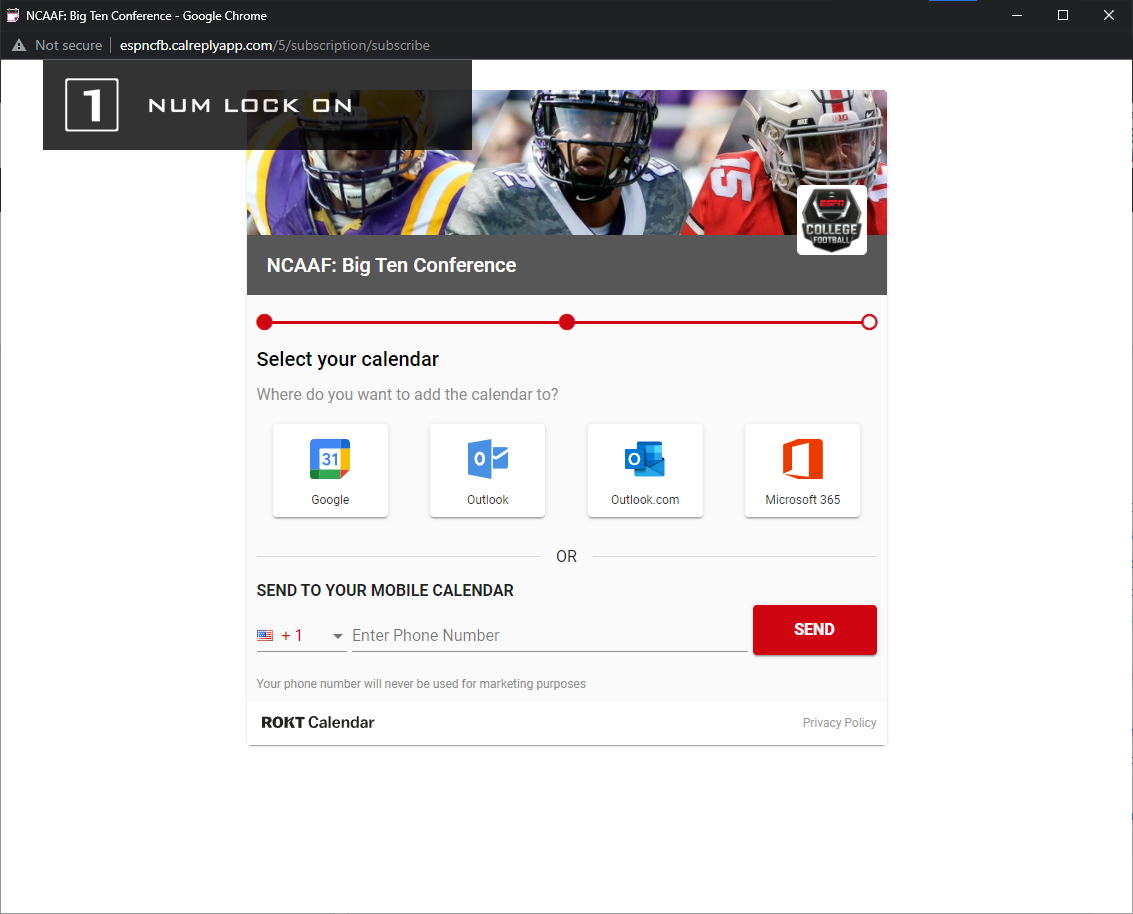 NCAAF: Big Ten Conference - Google Chrome
Not secure espncfb.calreplyapp.com/5/subscription/subscribe
1 NUM LOCK ON
2
15
ESPN
COLLEGE
FOOTBALL
NCAAF: Big Ten Conference
Select your calendar
Where do you want to add the calendar to?
31
Google
Outlook
Outlook.com
Microsoft 365
OR
SEND TO YOUR MOBILE CALENDAR
+ 1 Enter Phone Number SEND
Your phone number will never be used for marketing purposes
ROKT Calendar Privacy Policy